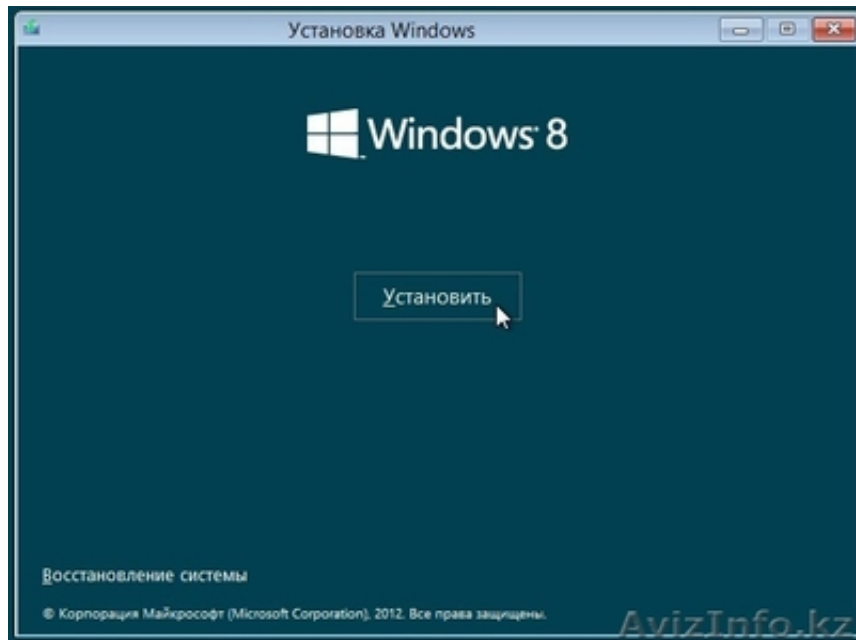 Установка Windows
Windows 8
Установить
Восстановление системы
© Корпорация Майкрософт (Microsoft Corporation), 2012. Все права защищены.
AvizInfo.kz